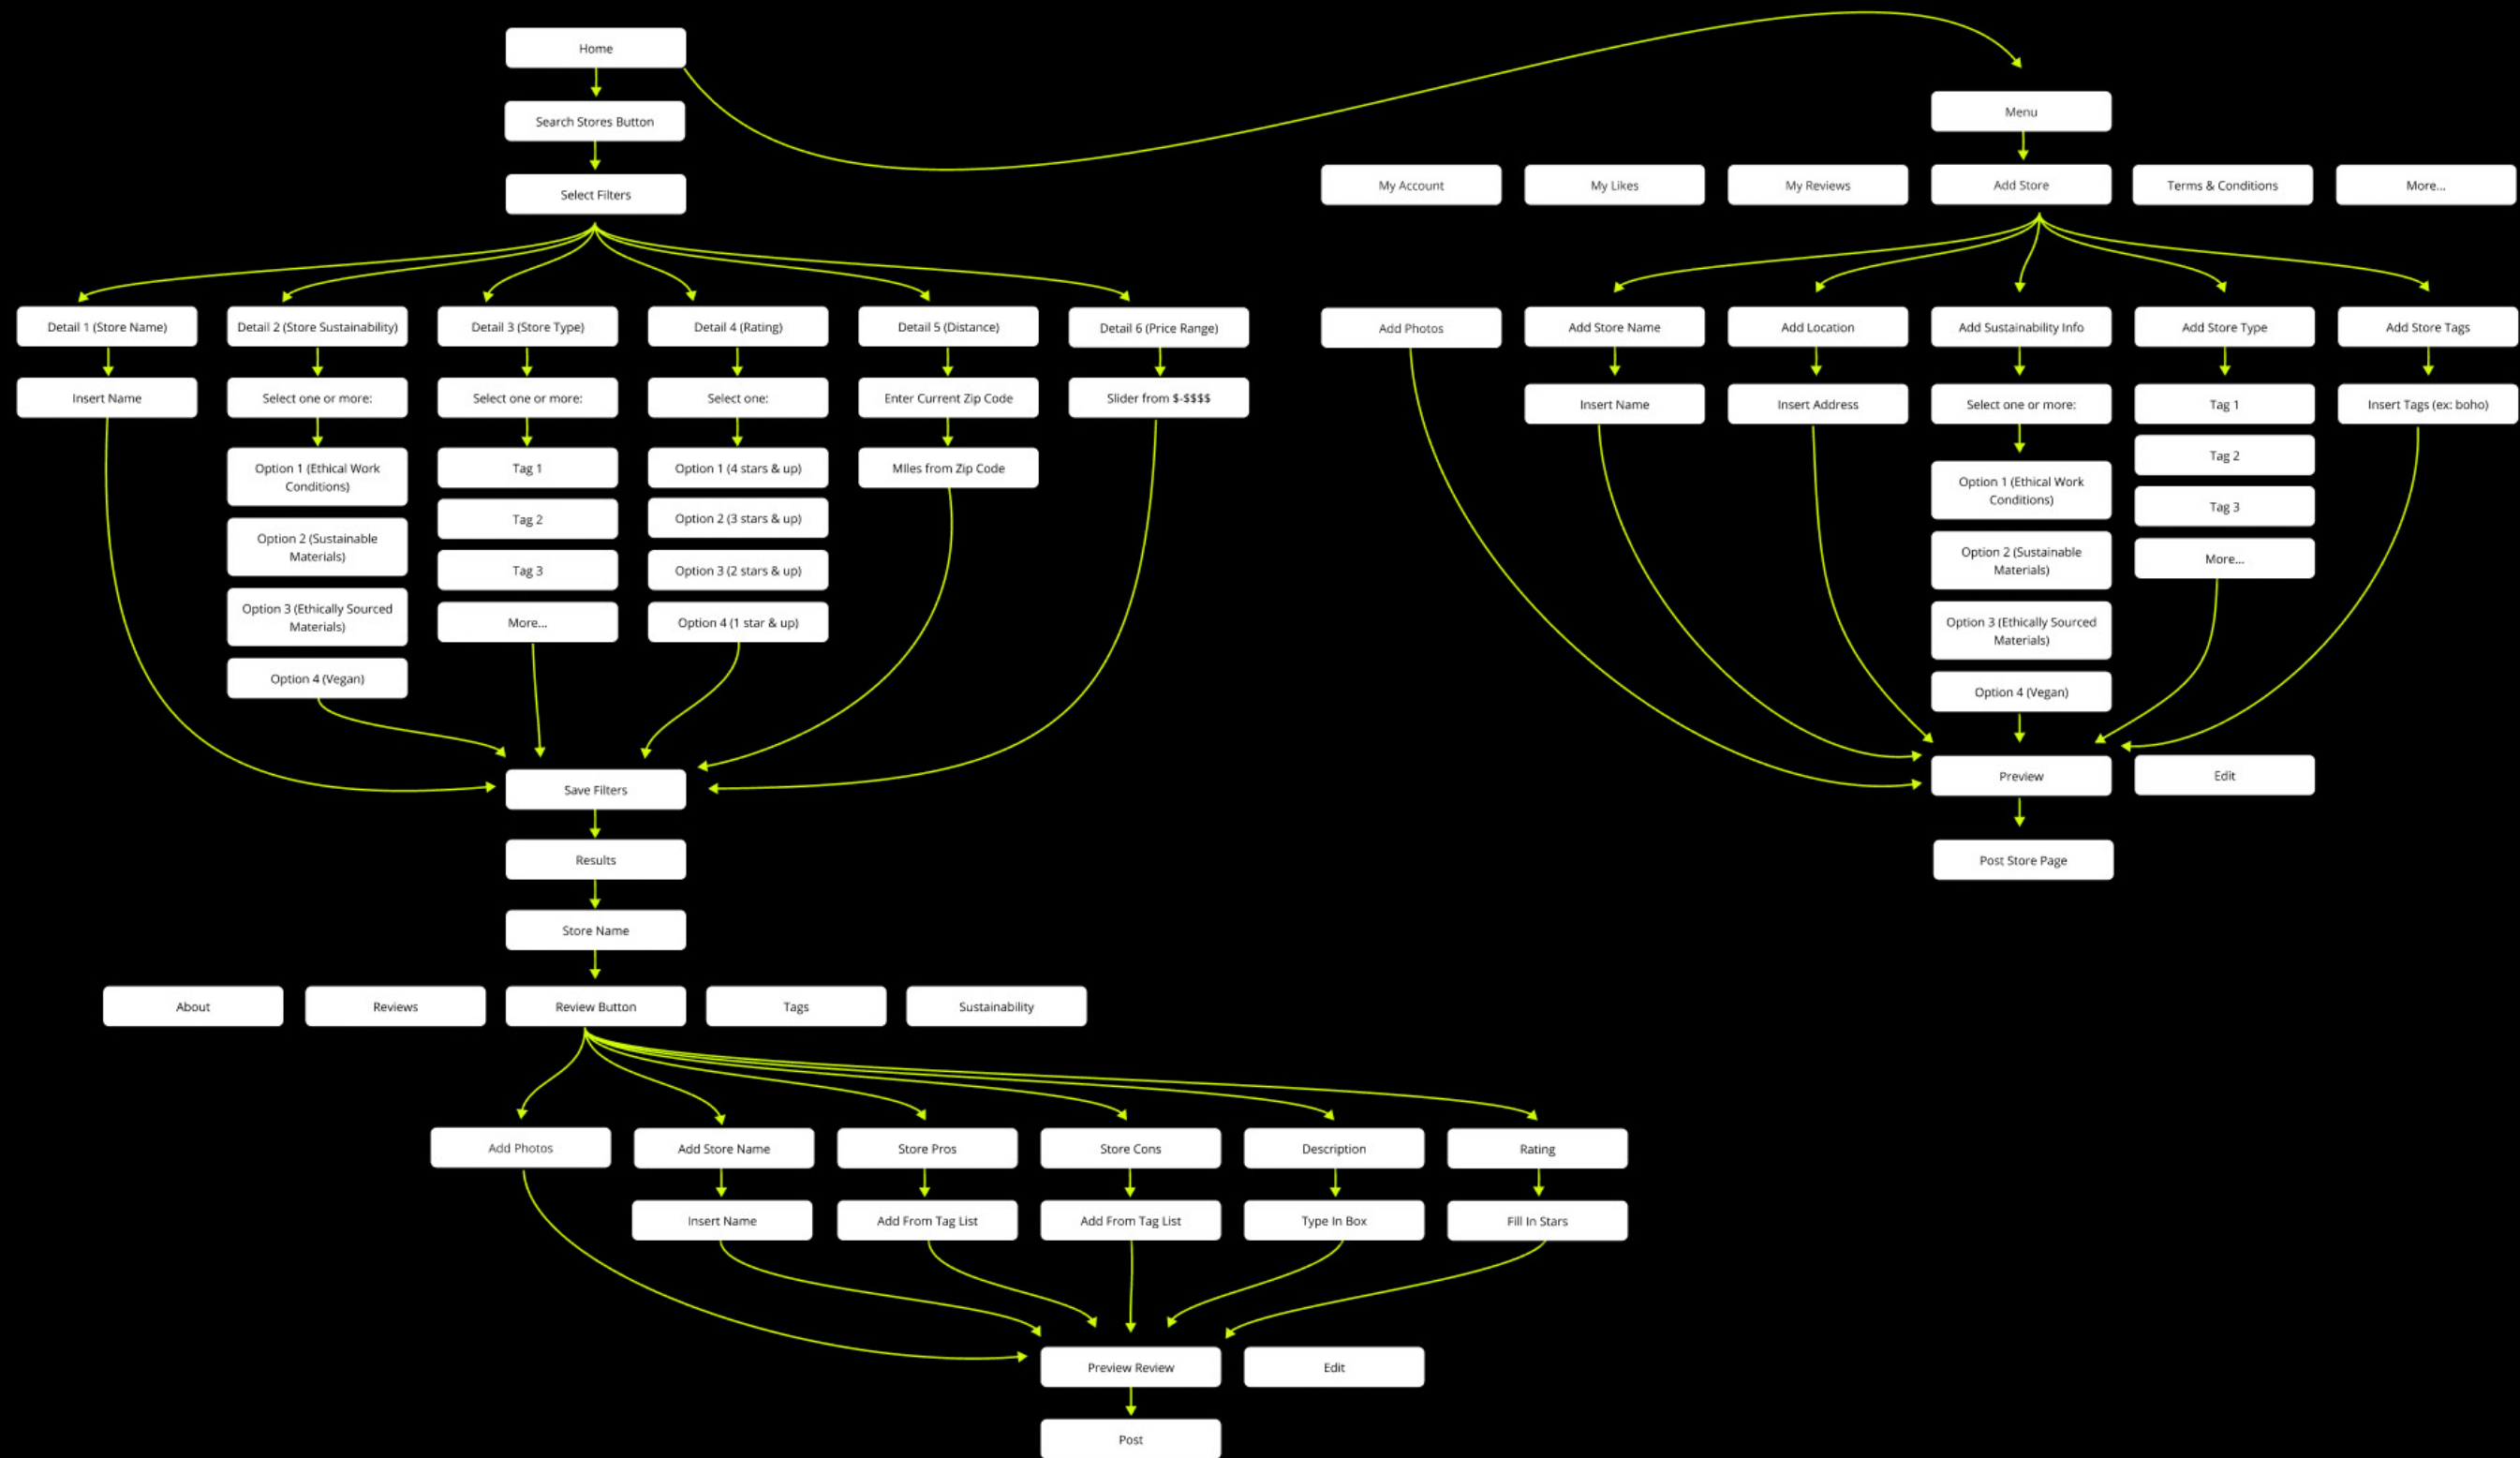 Home
Search Stores Button
Select Filters
Detail 1 (Store Name)
Insert Name
Detail 2 (Store Sustainability)
Select one or more:
Option 1 (Ethical Work
Conditions)
Option 2 (Sustainable
Materials)
Option 3 (Ethically Sourced
Materials)
Option 4 (Vegan)
Detail 3 (Store Type)
Select one or more:
Tag 1
Tag 2
Tag 3
More...
Detail 4 (Rating)
Select one:
Option 1 (4 stars & up)
Option 2 (3 stars & up)
Option 3 (2 stars & up)
Option 4 (1 star & up)
Detail 5 (Distance)
Enter Current Zip Code
MIles from Zip Code
Detail 6 (Price Range)
Slider from $-$$$$
Save Filters
Results
Store Name
About
Reviews
Review Button
Tags
Sustainability
Add Photos
Add Store Name
Insert Name
Store Pros
Add From Tag List
Store Cons
Add From Tag List
Description
Type In Box
Rating
Fill In Stars
Preview Review
Edit
Post
Menu
My Account
My Likes
My Reviews
Add Store
Terms & Conditions
More...
Add Photos
Add Store Name
Insert Name
Add Location
Insert Address
Add Sustainability Info
Select one or more:
Option 1 (Ethical Work
Conditions)
Option 2 (Sustainable
Materials)
Option 3 (Ethically Sourced
Materials)
Option 4 (Vegan)
Add Store Type
Tag 1
Tag 2
Tag 3
More...
Add Store Tags
Insert Tags (ex: boho)
Preview
Edit
Post Store Page